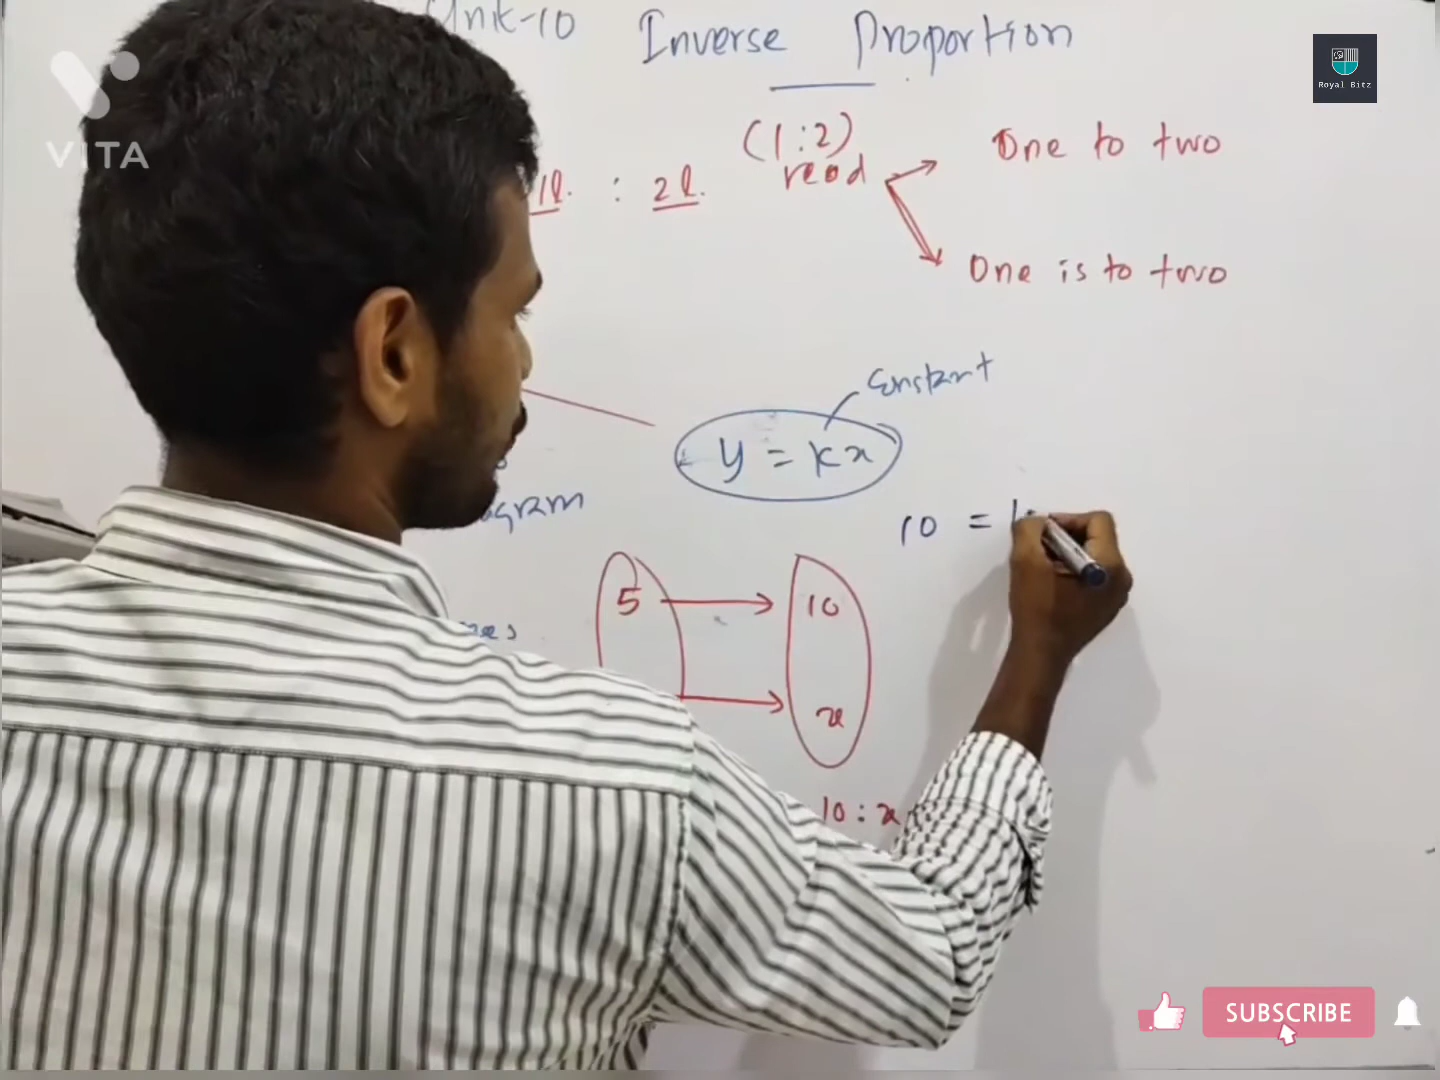 Unit-10 Inverse Proportion
Royal Bitz
VITA
(1:2)
read
One to two
1l. : 2l.
One is to two
Constant
y = kx
10 =
5
10
x
10 : x
SUBSCRIBE